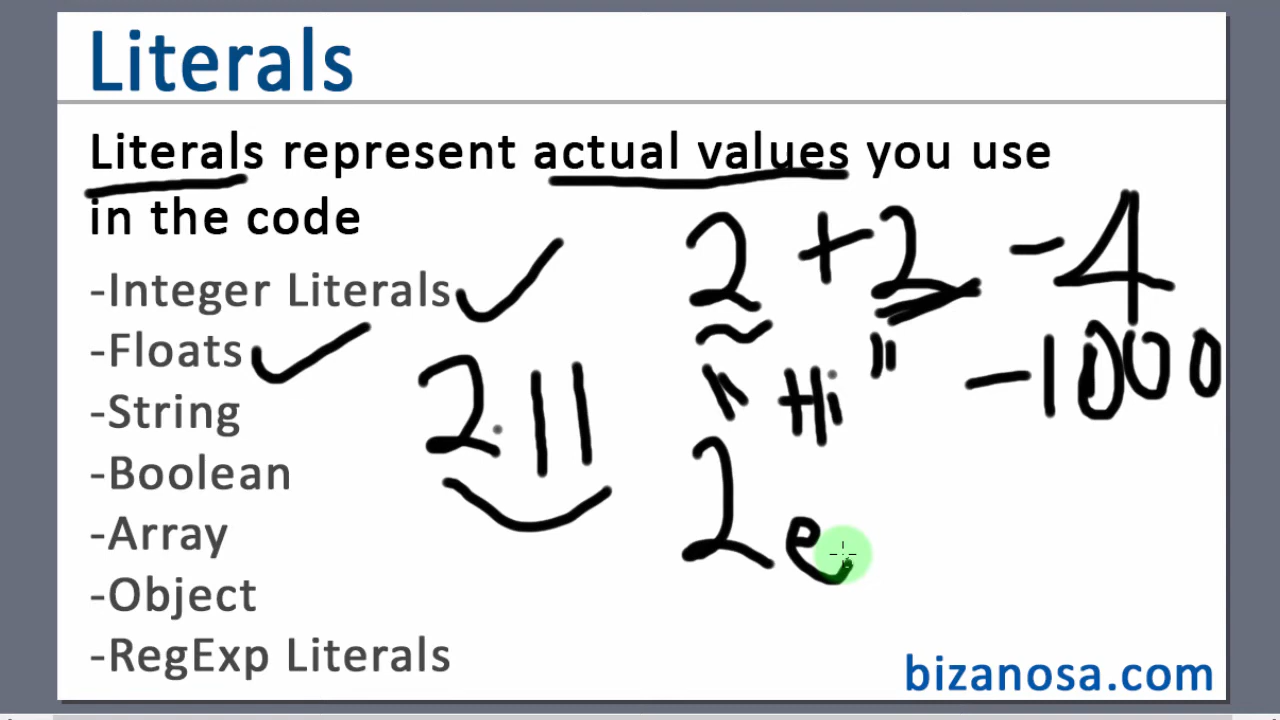 Literals
Literals represent actual values you use
in the code
-Integer Literals
-Floats
-String
-Boolean
-Array
-Object
-RegExp Literals
2 + 2 -4
"Hi" -1000
2.11
2e
bizanosa.com